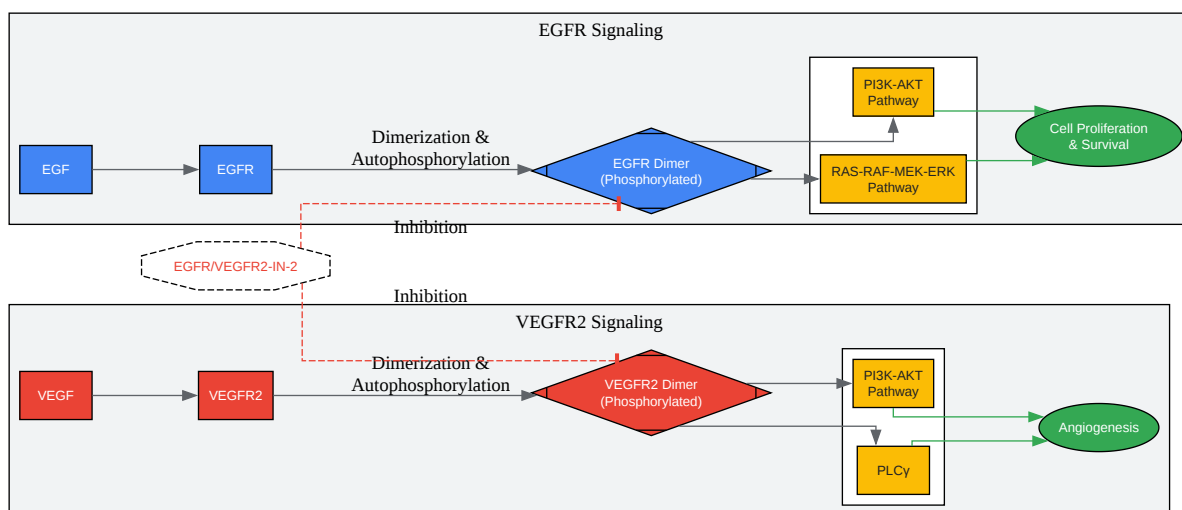 EGFR Signaling
EGF
EGFR
Dimerization &
Autophosphorylation
EGFR Dimer
(Phosphorylated)
PI3K-AKT
Pathway
RAS-RAF-MEK-ERK
Pathway
Cell Proliferation
& Survival
Inhibition
EGFR/VEGFR2-IN-2
Inhibition
VEGFR2 Signaling
VEGF
VEGFR2
Dimerization &
Autophosphorylation
VEGFR2 Dimer
(Phosphorylated)
PI3K-AKT
Pathway
PLCγ
Angiogenesis